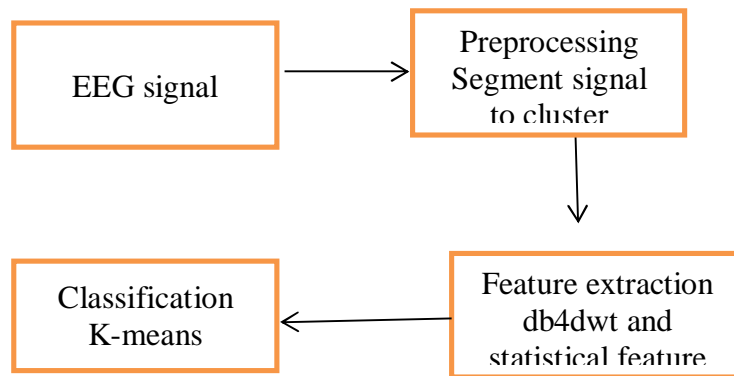 EEG signal
Preprocessing
Segment signal
to cluster
Feature extraction
db4dwt and
statistical feature
Classification
K-means